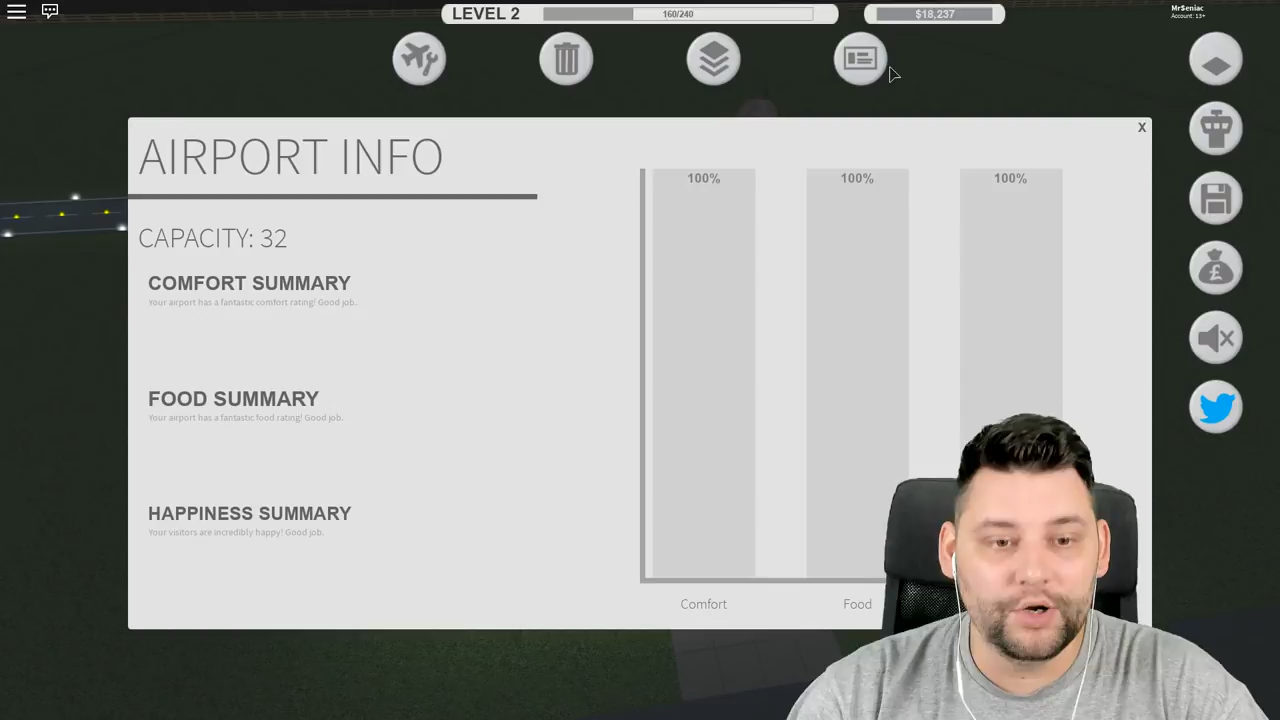 LEVEL 2
160/240
$18,237
Mr$eniac
Account: 13+
AIRPORT INFO
X
CAPACITY: 32
COMFORT SUMMARY
Your airport has a fantastic comfort rating! Good job.
FOOD SUMMARY
Your airport has a fantastic food rating! Good job.
HAPPINESS SUMMARY
Your visitors are incredibly happy! Good job.
100%
100%
100%
Comfort
Food